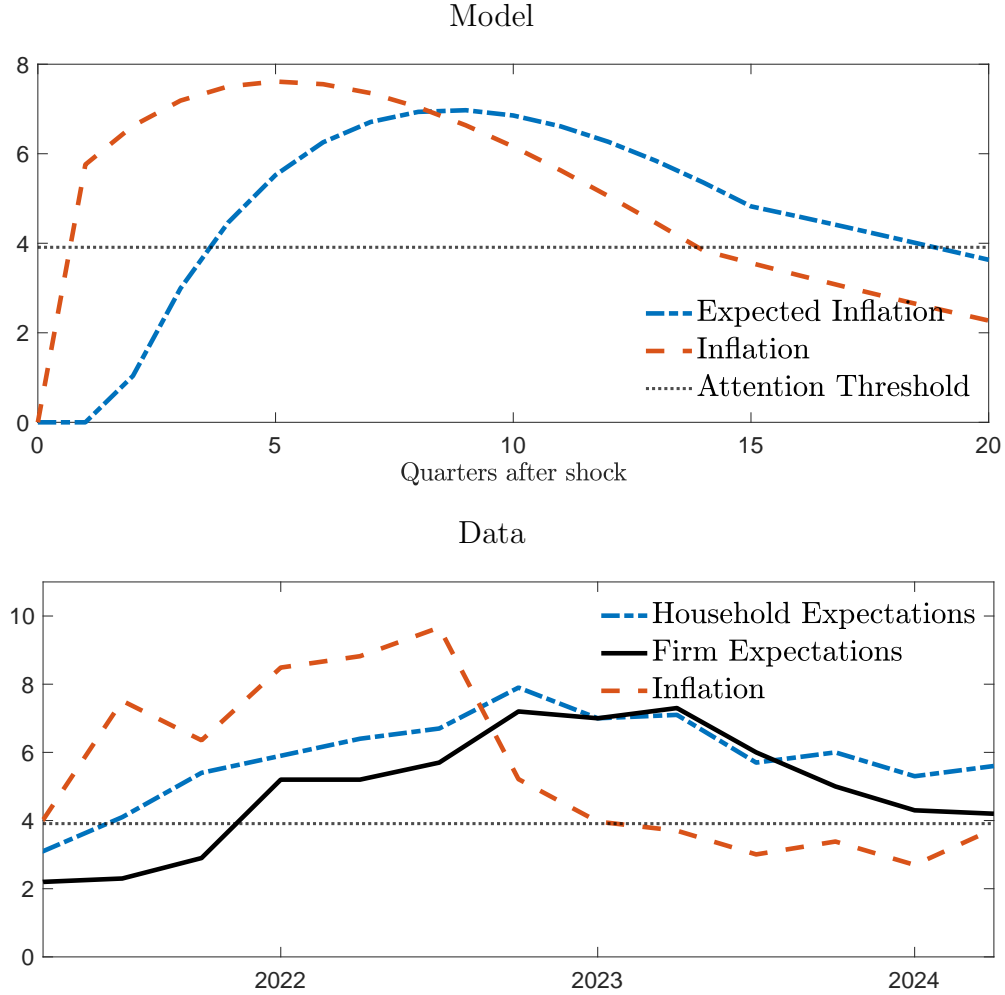 Model
8
6
4
2
0
0 5 10 15 20
Expected Inflation
Inflation
Attention Threshold
Quarters after shock
Data
10
8
6
4
2
0
Household Expectations
Firm Expectations
Inflation
2022 2023 2024